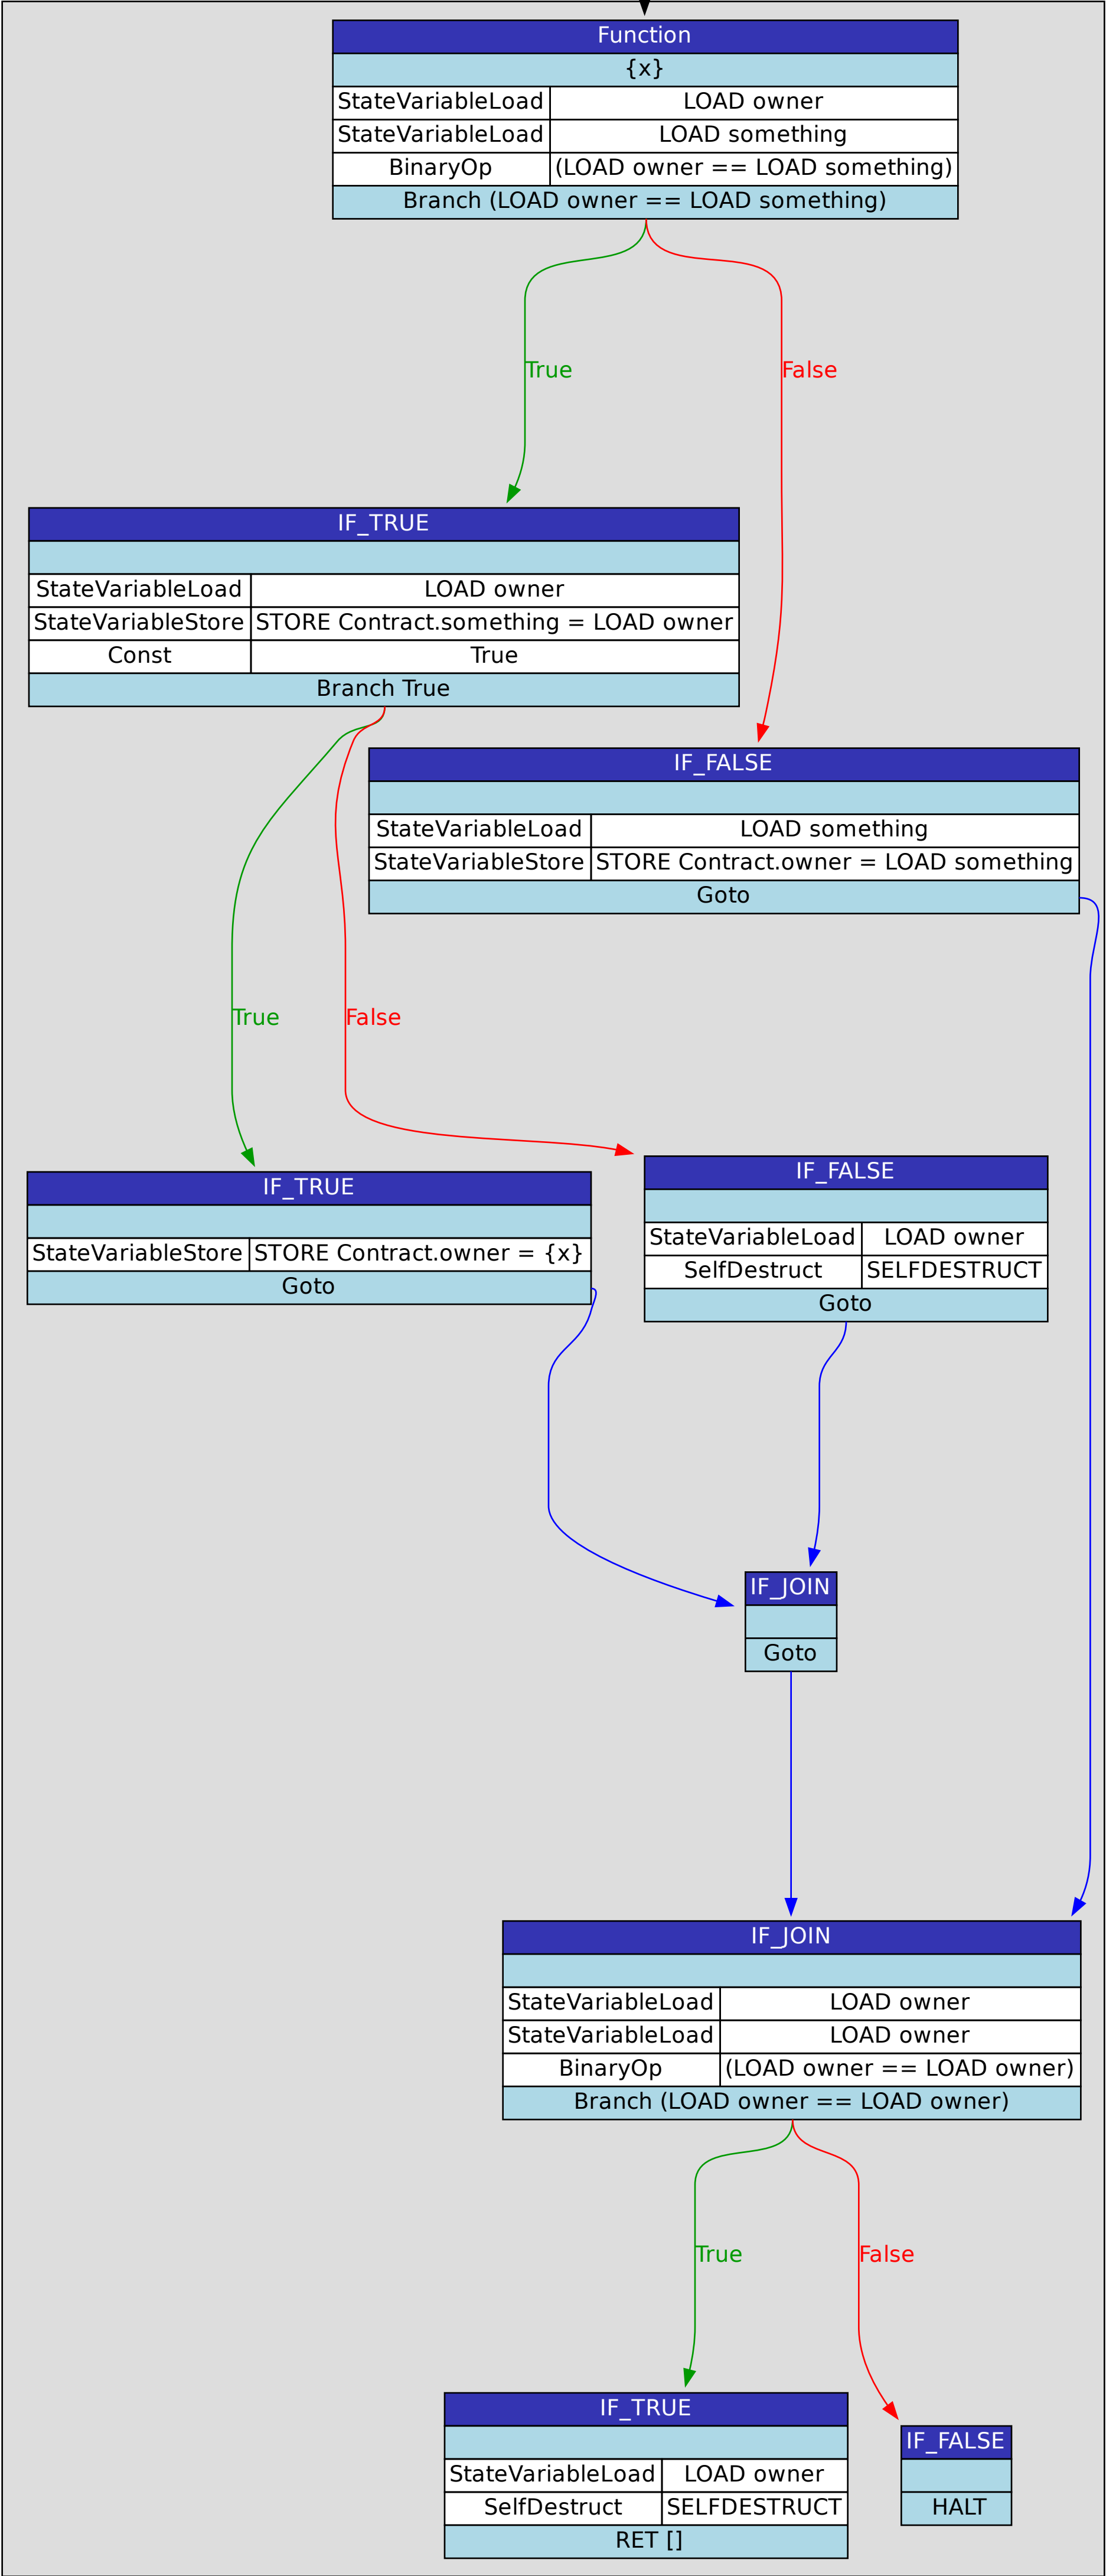 Function
{x}
StateVariableLoad LOAD owner
StateVariableLoad LOAD something
BinaryOp (LOAD owner == LOAD something)
Branch (LOAD owner == LOAD something)
True False
IF_TRUE
StateVariableLoad LOAD owner
StateVariableStore STORE Contract.something = LOAD owner
Const True
Branch True
IF_FALSE
StateVariableLoad LOAD something
StateVariableStore STORE Contract.owner = LOAD something
Goto
True False
IF_TRUE
StateVariableStore STORE Contract.owner = {x}
Goto
IF_FALSE
StateVariableLoad LOAD owner
SelfDestruct SELFDESTRUCT
Goto
IF_JOIN
Goto
IF_JOIN
StateVariableLoad LOAD owner
StateVariableLoad LOAD owner
BinaryOp (LOAD owner == LOAD owner)
Branch (LOAD owner == LOAD owner)
True False
IF_TRUE
StateVariableLoad LOAD owner
SelfDestruct SELFDESTRUCT
RET []
IF_FALSE
HALT